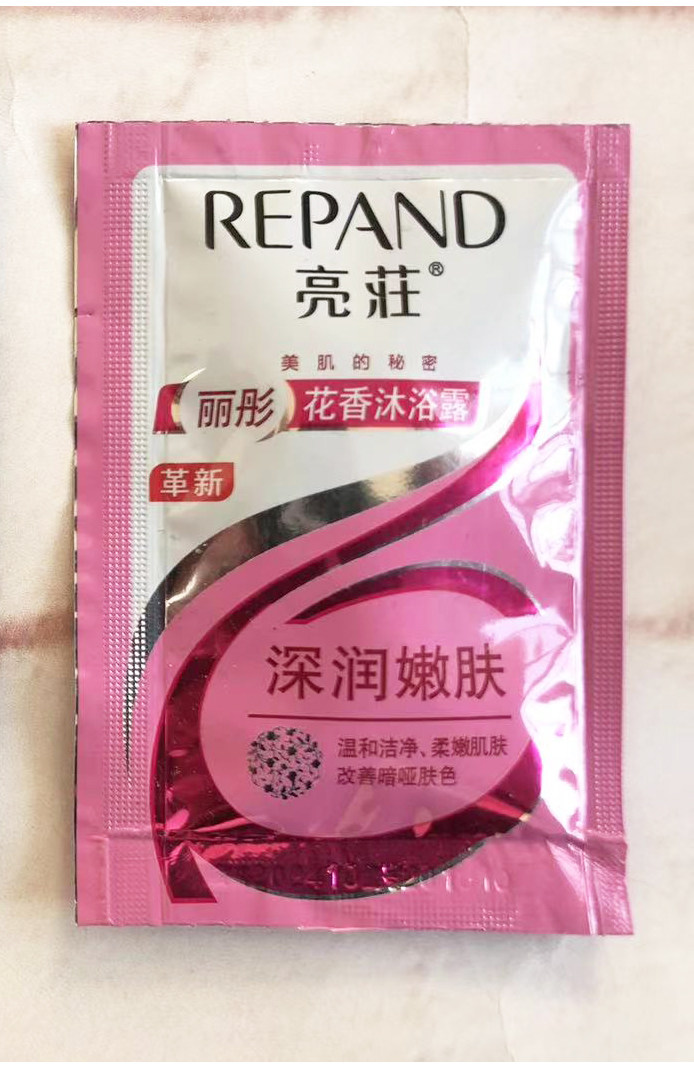 REPAND
亮莊®
美肌的秘密
丽彤 花香沐浴露
革新
深润嫩肤
温和洁净、柔嫩肌肤
改善暗哑肤色